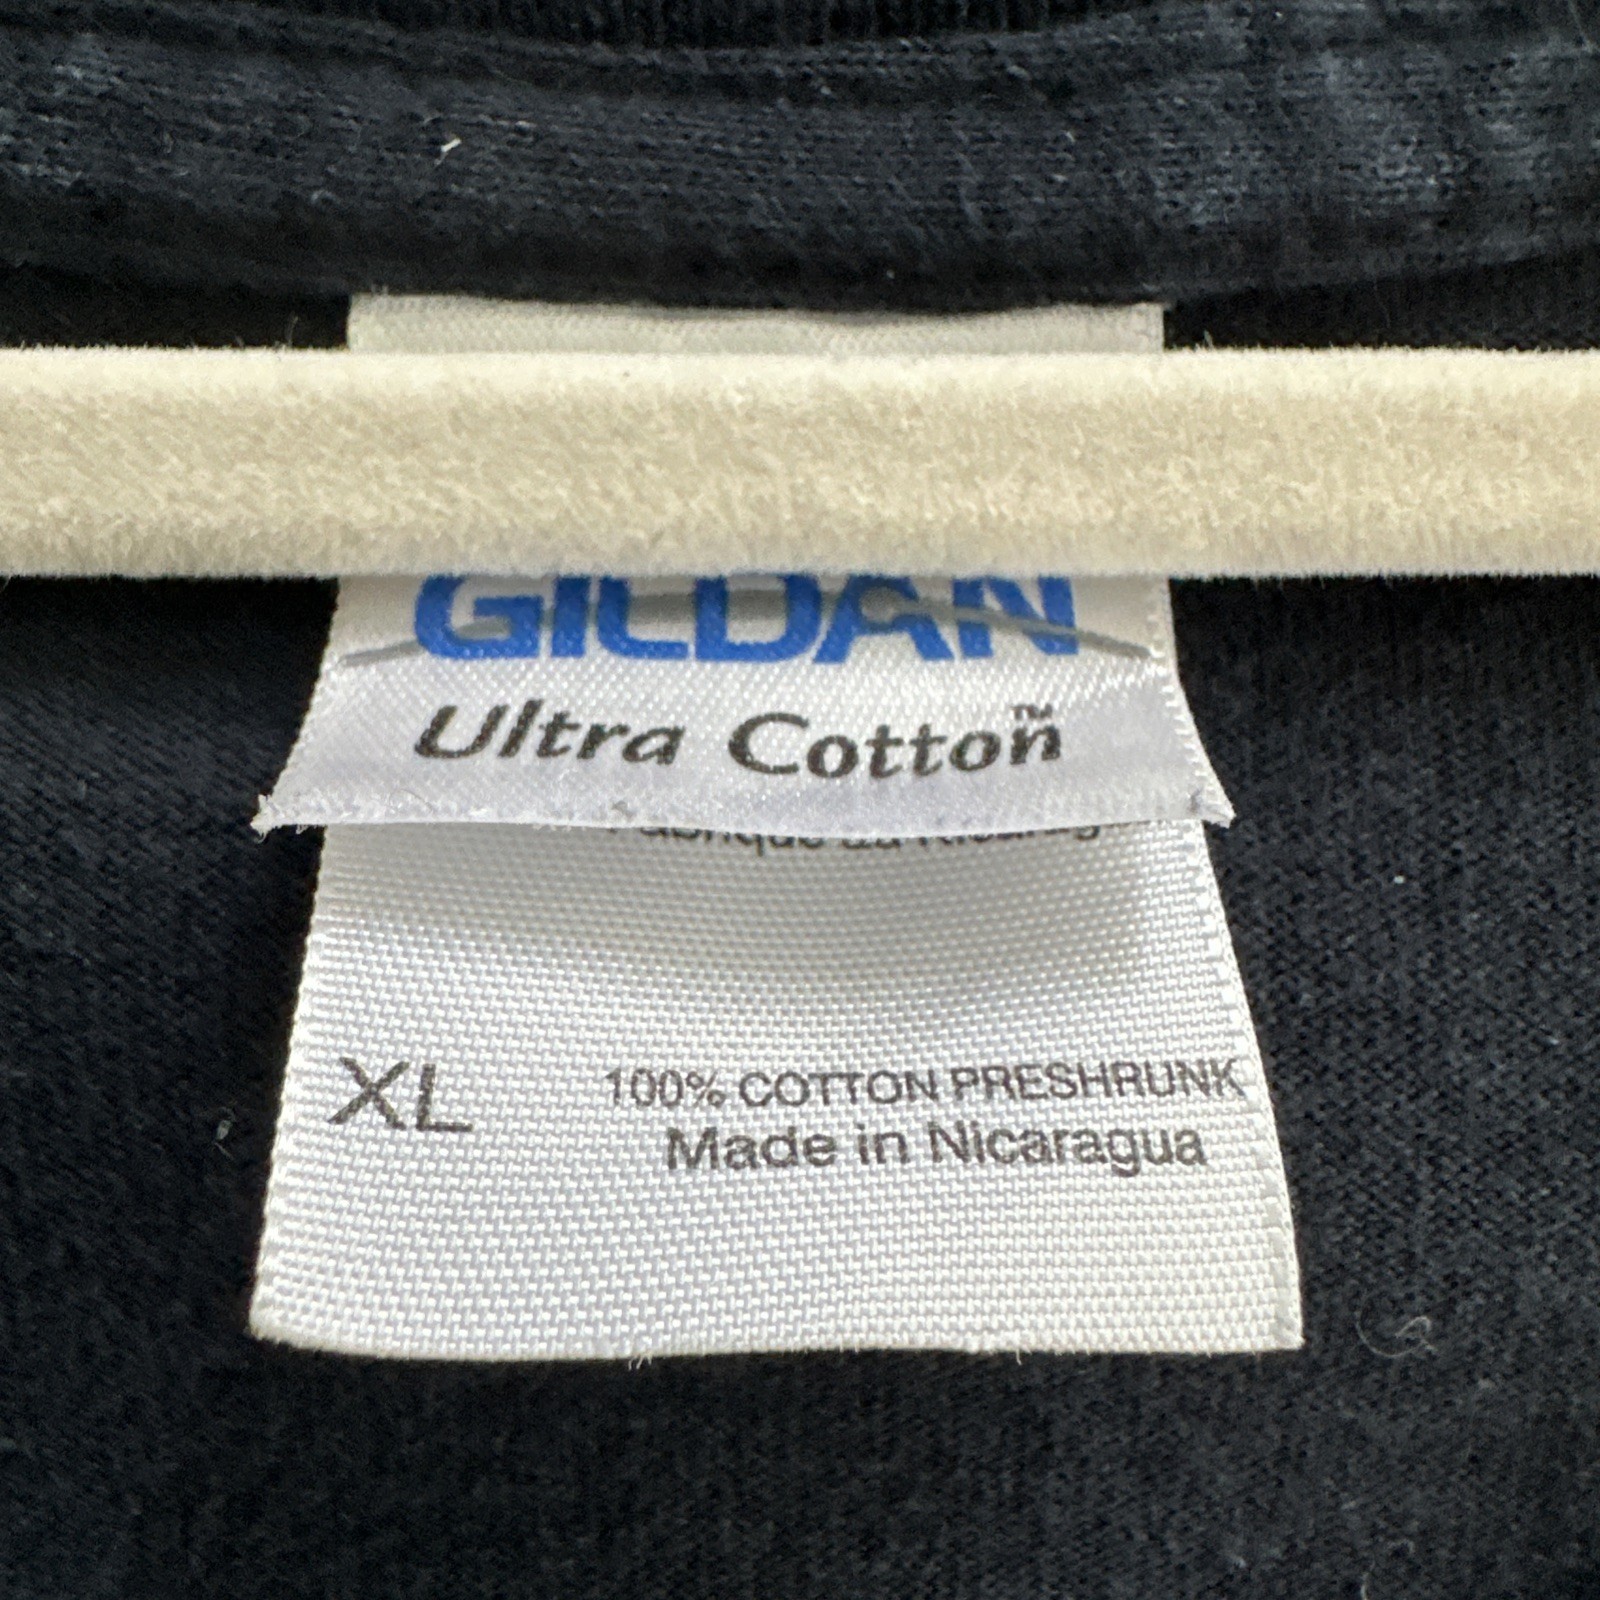 GILDAN
Ultra Cotton™
XL
100% COTTON PRESHRUNK
Made in Nicaragua